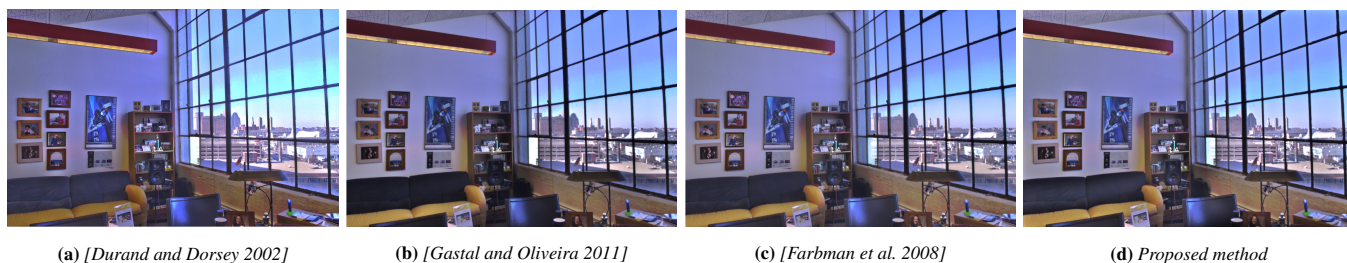 (a) [Durand and Dorsey 2002] (b) [Gastal and Oliveira 2011] (c) [Farbman et al. 2008] (d) Proposed method